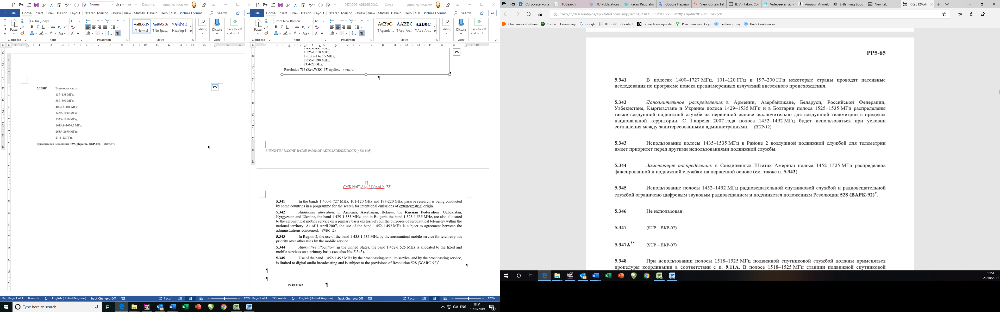 Normal
Docume...
Antipina, Nadezda
File Home Insert Draw Design Layout Referer Mailing Review View MathTy Develop Help C-P Picture Format Search
Calibri (Body) 11
Paste
AaBbCcDc AaBbCcDc AaBbCc
¶ Normal ¶ No Spac... Heading 1
Editing Dictate Pick to left and right
Clipboard Font Paragraph Styles Voice
5.208B* В полосах частот:
137–138 МГц;
387–390 МГц;
400,15–401 МГц;
1452–1492 МГц;
1525–1610 МГц;
1613,8–1626,5 МГц;
2655–2690 МГц;
21,4–22 ГГц,
применяется Резолюция 739 (Пересм. ВКР-07). (ВКР-07)
¶
Page 1 of 1 0 words English (United Kingdom) Track Changes: Off Focus 120%
067ADD21ADD02E.DOC... - Saved
Antipina, Nadezda
File Home Insert Draw Design Layout Referer Mailing Review View MathTy Develop Help C-P Picture Format Search
Times New Roman 12
Paste
AaBbCc AABBC AaBbC
¶ Agenda_... ¶ App_Art... ¶ App_Art...
Editing Dictate Pick to left and right
Clipboard Font Paragraph Styles Voice
1 452-1 492 MHz,
1 525-1 610 MHz,
1 613.8-1 626.5 MHz,
2 655-2 690 MHz,
21.4-22 GHz,
Resolution 739 (Rev.WRC-07) applies. (WRC-07)
¶
P:\ENG\ITU-R\CONF-R\CMR19\000\067ADD21ADD02E.DOCX (462144)¶
3¶
CMR19/67(Add.21)(Add.2)-E¶
5.341 In the bands 1 400-1 727 MHz, 101-120 GHz and 197-220 GHz, passive research is being conducted
by some countries in a programme for the search for intentional emissions of extraterrestrial origin.
5.342 Additional allocation: in Armenia, Azerbaijan, Belarus, the Russian Federation, Uzbekistan,
Kyrgyzstan and Ukraine, the band 1 429-1 535 MHz, and in Bulgaria the band 1 525-1 535 MHz, are also allocated
to the aeronautical mobile service on a primary basis exclusively for the purposes of aeronautical telemetry within the
national territory. As of 1 April 2007, the use of the band 1 452-1 492 MHz is subject to agreement between the
administrations concerned. (WRC-12)
5.343 In Region 2, the use of the band 1 435-1 535 MHz by the aeronautical mobile service for telemetry has
priority over other uses by the mobile service.
5.344 Alternative allocation: in the United States, the band 1 452-1 525 MHz is allocated to the fixed and
mobile services on a primary basis (see also No. 5.343).
5.345 Use of the band 1 452-1 492 MHz by the broadcasting-satellite service, and by the broadcasting service,
is limited to digital audio broadcasting and is subject to the provisions of Resolution 528 (WARC-92)*.
¶
¶
¶
Page Break ¶
Page 2 of 4 771 words English (United Kingdom) Track Changes: Off Focus 120%
Type here to search
ENG 18:51 21/10/2019
Corporate Porta ITUSearch ITU Publications Radio Regulatio Google Перево, View Curtain Fal ILIV - Fabric Coll Videoseven ach Amazon Anmelc E-Banking Logo New tab RR2012Vol-
file:///C:/Users/antipina/AppData/Local/Temp/Temp1_R-REG-RR-2012-ZPF-R%20(1).zip/RR2012Vol-I-rA5.pdf
Chaussures et vêteme Contact Germa-Pays Google ITU - PP18 - Content La mode en ligne de Plan members Cigna Section In Tray Unite Conferences
РР5-65
5.341 В полосах 1400–1727 МГц, 101–120 ГГц и 197–200 ГГц некоторые страны проводят пассивные
исследования по программе поиска преднамеренных излучений внеземного происхождения.
5.342 Дополнительное распределение: в Армении, Азербайджане, Беларуси, Российской Федерации,
Узбекистане, Кыргызстане и Украине полоса 1429–1535 МГц и в Болгарии полоса 1525–1535 МГц распределены
также воздушной подвижной службе на первичной основе исключительно для воздушной телеметрии в пределах
национальной территории. С 1 апреля 2007 года полоса 1452–1492 МГц будет использоваться при условии
соглашения между заинтересованными администрациями. (ВКР-12)
5.343 Использование полосы 1435–1535 МГц в Районе 2 воздушной подвижной службой для телеметрии
имеет приоритет перед другими использованиями подвижной службы.
5.344 Заменяющее распределение: в Соединенных Штатах Америки полоса 1452–1525 МГц распределена
фиксированной и подвижной службам на первичной основе (см. также п. 5.343).
5.345 Использование полосы 1452–1492 МГц радиовещательной спутниковой службой и радиовещательной
службой ограничено цифровым звуковым радиовещанием и подчиняется положениям Резолюции 528 (ВАРК-92)*.
5.346 Не использован.
5.347 (SUP – ВКР-07)
5.347A** (SUP – ВКР-07)
5.348 При использовании полосы 1518–1525 МГц подвижной спутниковой службой должны применяться
процедуры координации в соответствии с п. 9.11A. В полосе 1518–1525 МГц станции подвижной спутниковой
18:51
21/10/2019